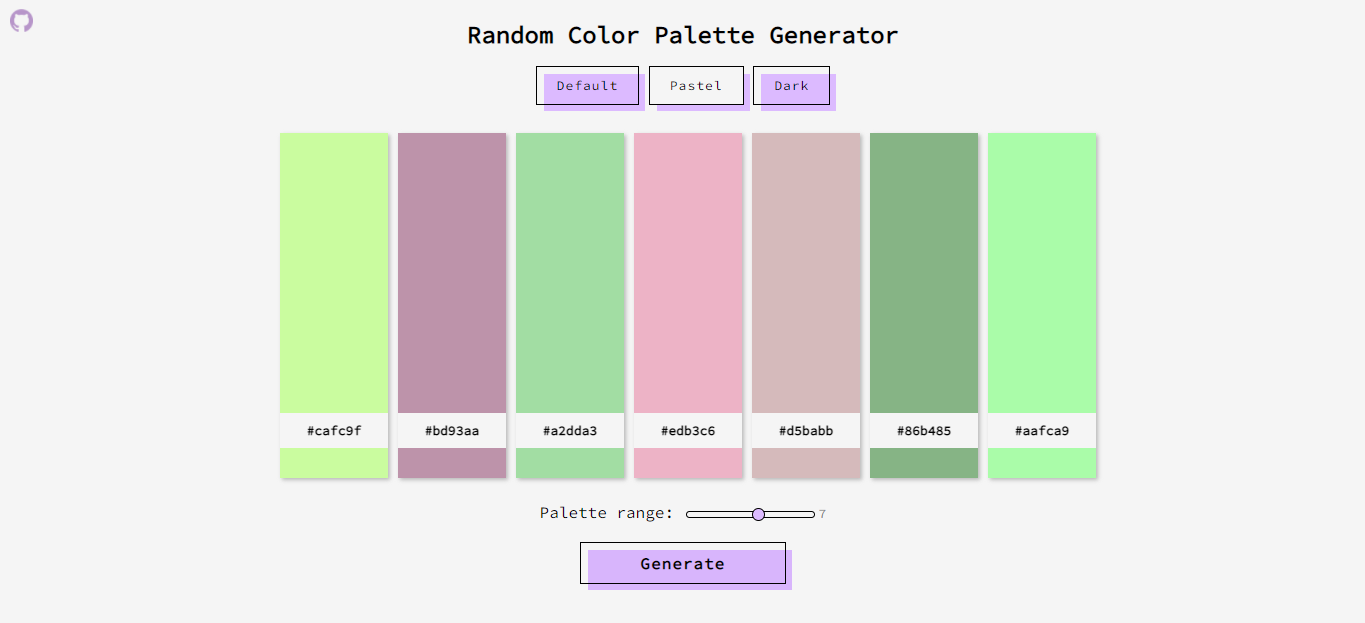 Random Color Palette Generator
Default Pastel Dark
#cafc9f #bd93aa #a2dda3 #edb3c6 #d5babb #86b485 #aafca9
Palette range: 7
Generate